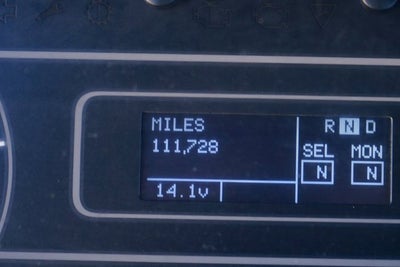 MILES
111,728
14.1v
R N D
SEL MON
N N